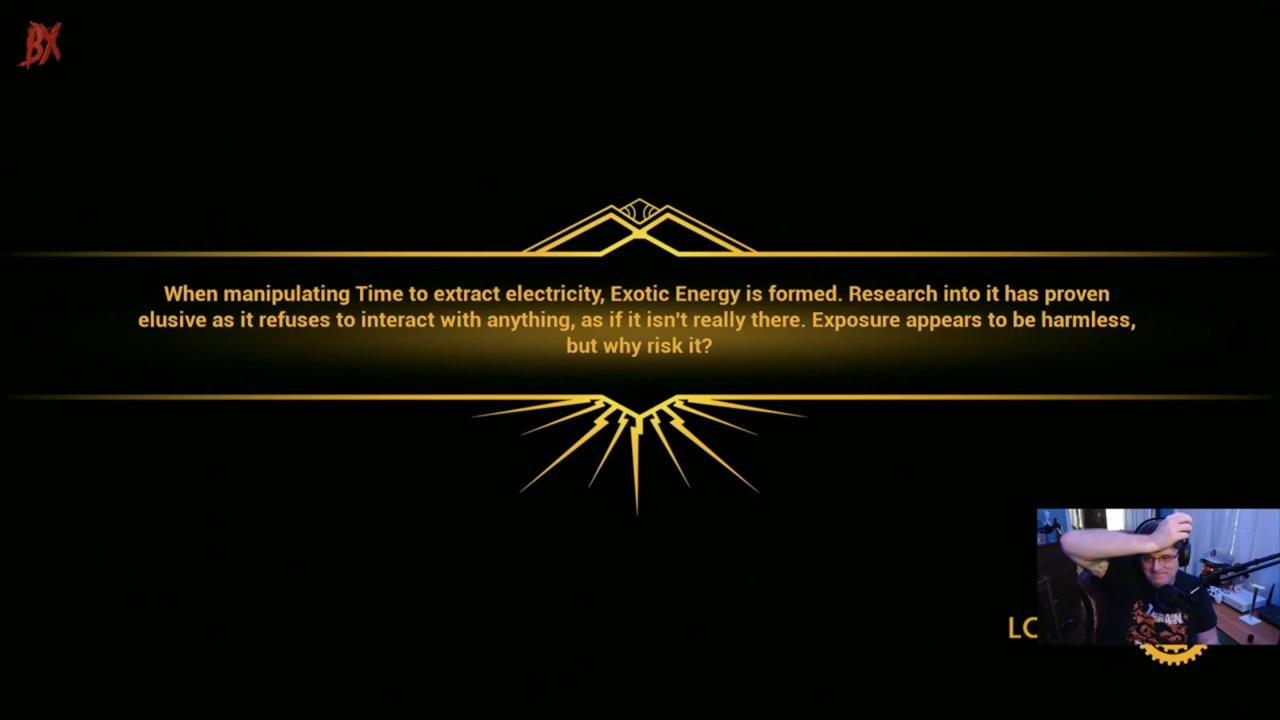 BX
When manipulating Time to extract electricity, Exotic Energy is formed. Research into it has proven
elusive as it refuses to interact with anything, as if it isn't really there. Exposure appears to be harmless,
but why risk it?
LO